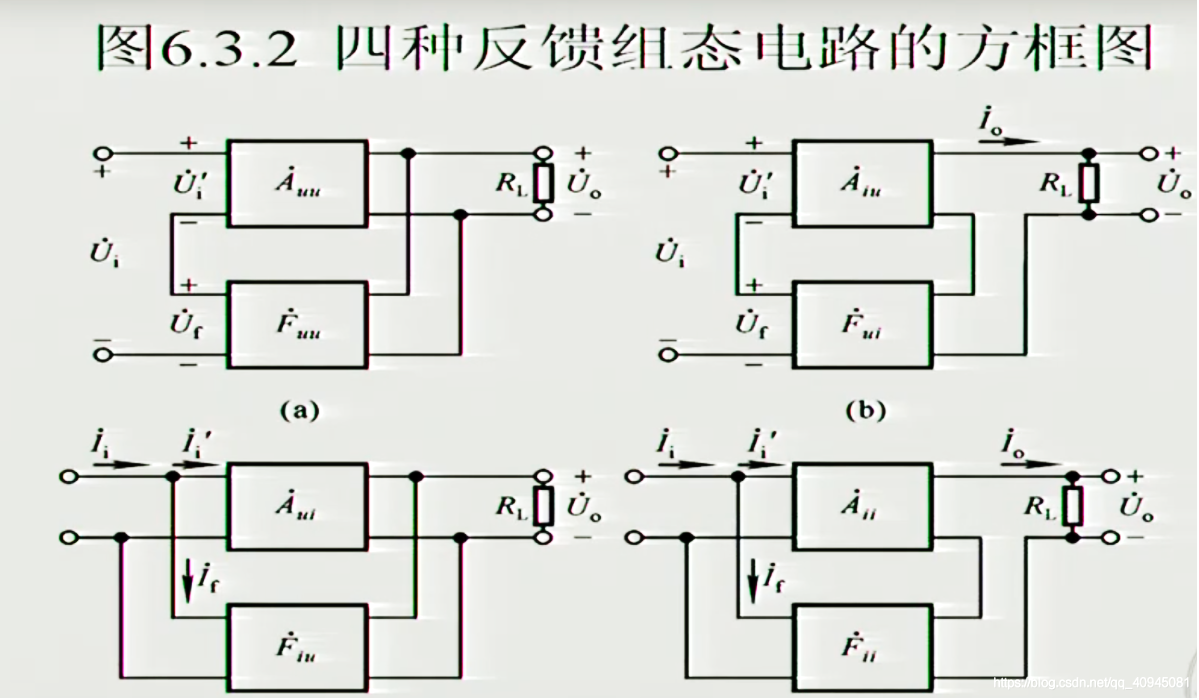 图6.3.2 四种反馈组态电路的方框图
+ + U̇i′ − U̇i + U̇f − −
Ȧuu
Ḟuu
RL + U̇o −
(a)
+ + U̇i′ − U̇i + U̇f − −
Ȧiu
Ḟui
İo
RL + U̇o −
(b)
İi İi′
Ȧui
RL + U̇o −
İf
Ḟiu
İi İi′
Ȧii
İo
RL + U̇o −
İf
Ḟii
https://blog.csdn.net/qq_40945081